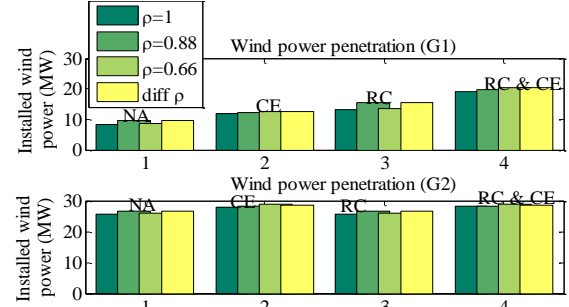 ρ=1
ρ=0.88
ρ=0.66
diff ρ
Wind power penetration (G1)
Installed wind
power (MW)
30
20
10
0
NA
CE
RC
RC & CE
1
2
3
4
Wind power penetration (G2)
Installed wind
power (MW)
30
20
10
0
NA
CE
RC
RC & CE
1
2
3
4